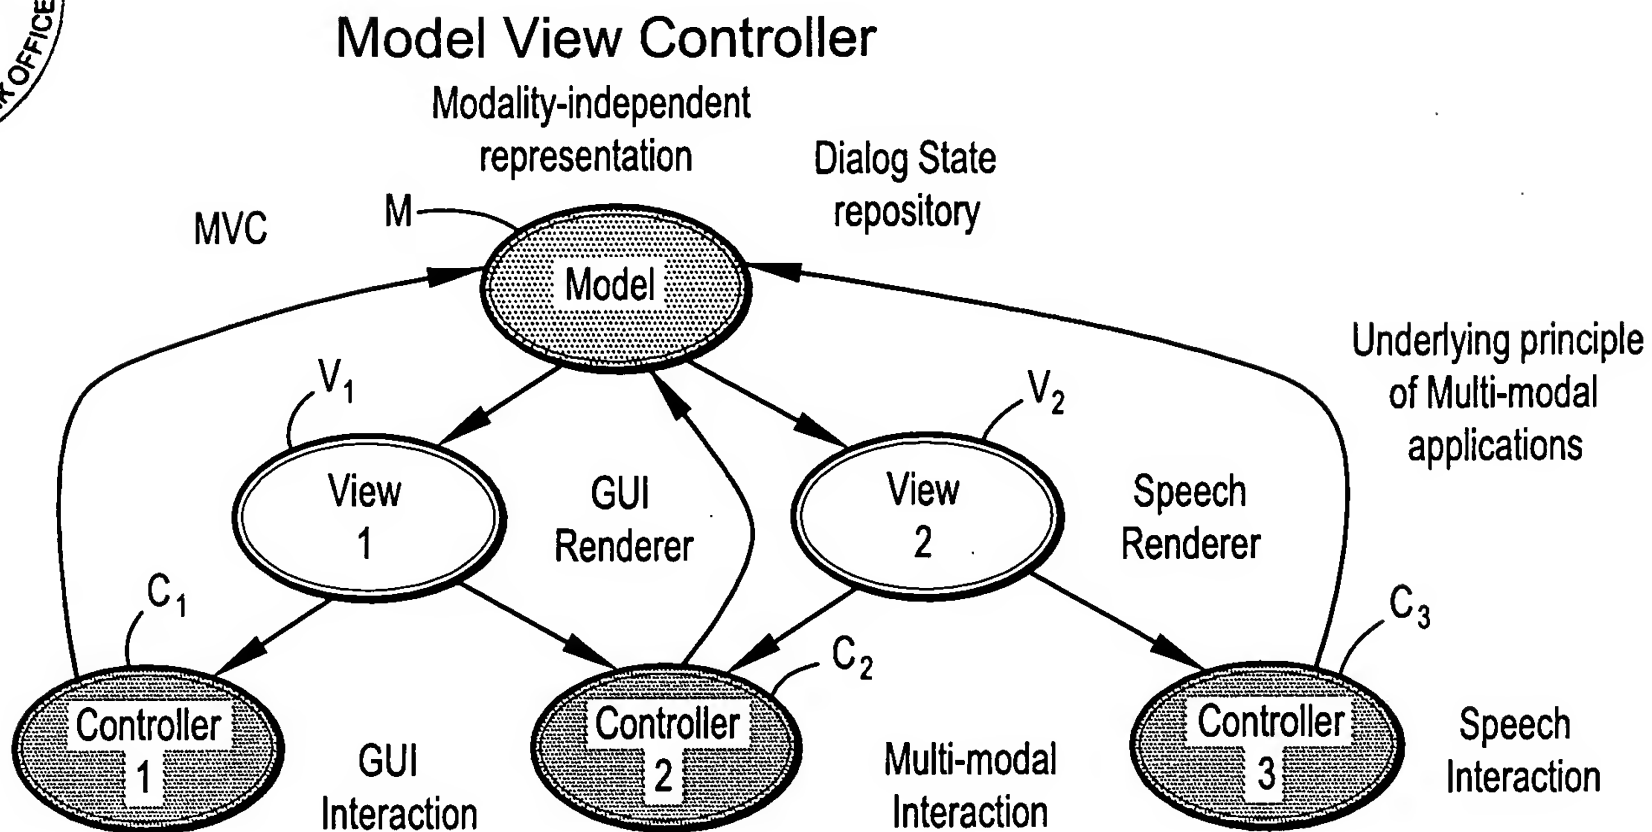 OFFICE
Model View Controller
Modality-independent
representation
Dialog State
repository
MVC
M
Model
Underlying principle
of Multi-modal
applications
V1
V2
View
1
GUI
Renderer
View
2
Speech
Renderer
C1
C2
C3
Controller
1
GUI
Interaction
Controller
2
Multi-modal
Interaction
Controller
3
Speech
Interaction